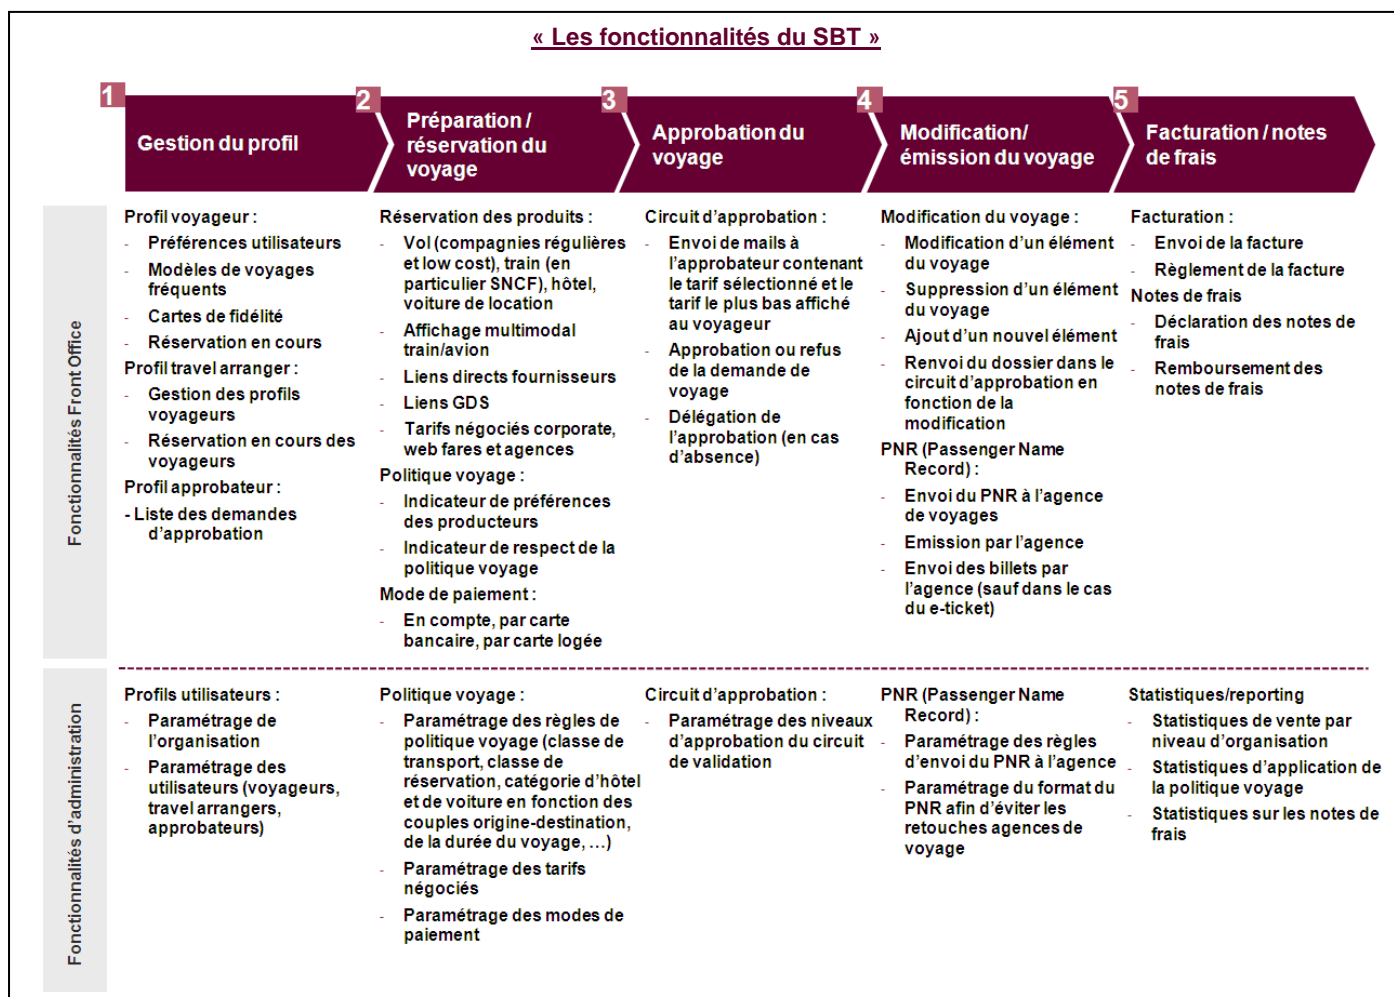 « Les fonctionnalités du SBT »
1
Gestion du profil
2
Préparation /
réservation du
voyage
3
Approbation du
voyage
4
Modification/
émission du voyage
5
Facturation / notes
de frais
Fonctionnalités Front Office
Profil voyageur :
- Préférences utilisateurs
- Modèles de voyages
fréquents
- Cartes de fidélité
- Réservation en cours
Profil travel arranger :
- Gestion des profils
voyageurs
- Réservation en cours des
voyageurs
Profil approbateur :
- Liste des demandes
d’approbation
Réservation des produits :
- Vol (compagnies régulières
et low cost), train (en
particulier SNCF), hôtel,
voiture de location
- Affichage multimodal
train/avion
- Liens directs fournisseurs
- Liens GDS
- Tarifs négociés corporate,
web fares et agences
Politique voyage :
- Indicateur de préférences
des producteurs
- Indicateur de respect de la
politique voyage
Mode de paiement :
- En compte, par carte
bancaire, par carte logée
Circuit d’approbation :
- Envoi de mails à
l’approbateur contenant
le tarif sélectionné et le
tarif le plus bas affiché
au voyageur
- Approbation ou refus
de la demande de
voyage
- Délégation de
l’approbation (en cas
d’absence)
Modification du voyage :
- Modification d’un élément
du voyage
- Suppression d’un élément
du voyage
- Ajout d’un nouvel élément
- Renvoi du dossier dans le
circuit d’approbation en
fonction de la
modification
PNR (Passenger Name
Record) :
- Envoi du PNR à l’agence
de voyages
- Emission par l’agence
- Envoi des billets par
l’agence (sauf dans le cas
du e-ticket)
Facturation :
- Envoi de la facture
- Règlement de la facture
Notes de frais
- Déclaration des notes de
frais
- Remboursement des
notes de frais
Fonctionnalités d’administration
Profils utilisateurs :
- Paramétrage de
l’organisation
- Paramétrage des
utilisateurs (voyageurs,
travel arrangers,
approbateurs)
Politique voyage :
- Paramétrage des règles de
politique voyage (classe de
transport, classe de
réservation, catégorie d’hôtel
et de voiture en fonction des
couples origine-destination,
de la durée du voyage, …)
- Paramétrage des tarifs
négociés
- Paramétrage des modes de
paiement
Circuit d’approbation :
- Paramétrage des niveaux
d’approbation du circuit
de validation
PNR (Passenger Name
Record) :
- Paramétrage des règles
d’envoi du PNR à l’agence
- Paramétrage du format du
PNR afin d’éviter les
retouches agences de
voyage
Statistiques/reporting
- Statistiques de vente par
niveau d’organisation
- Statistiques d’application de
la politique voyage
- Statistiques sur les notes de
frais